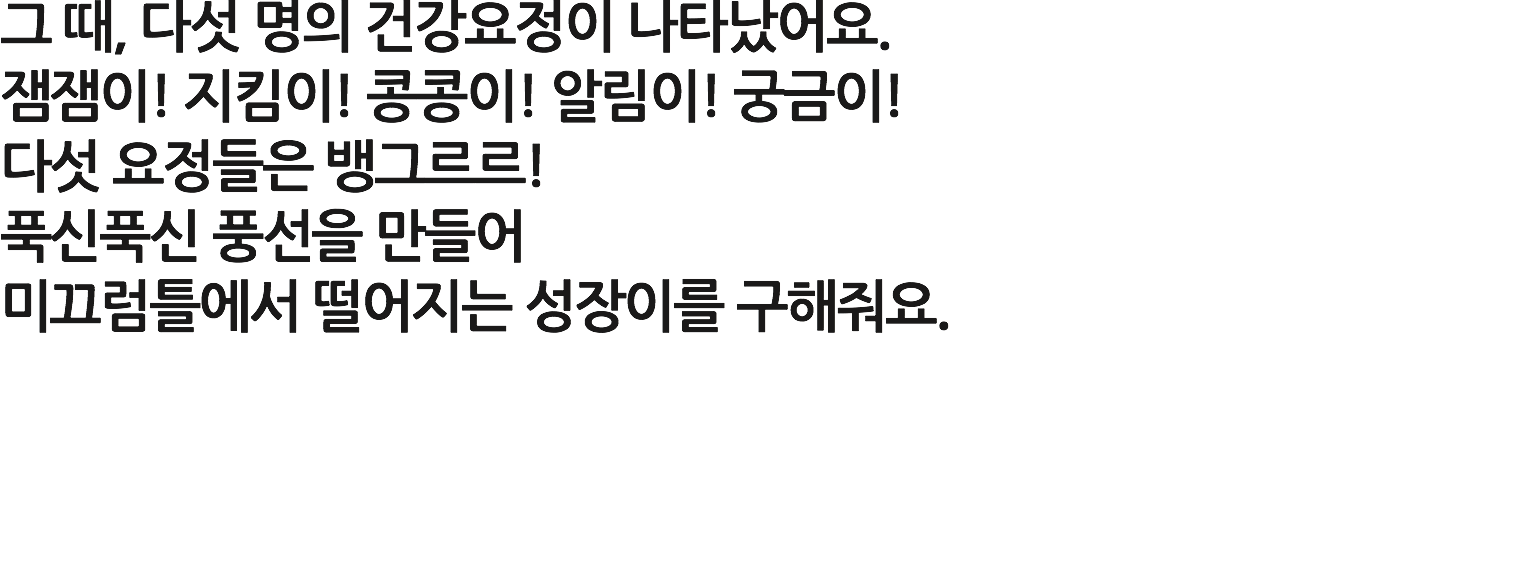 그 때, 다섯 명의 건강요정이 나타났어요.
잼잼이! 지킴이! 콩콩이! 알림이! 궁금이!
다섯 요정들은 뱅그르르!
푹신푹신 풍선을 만들어
미끄럼틀에서 떨어지는 성장이를 구해줘요.